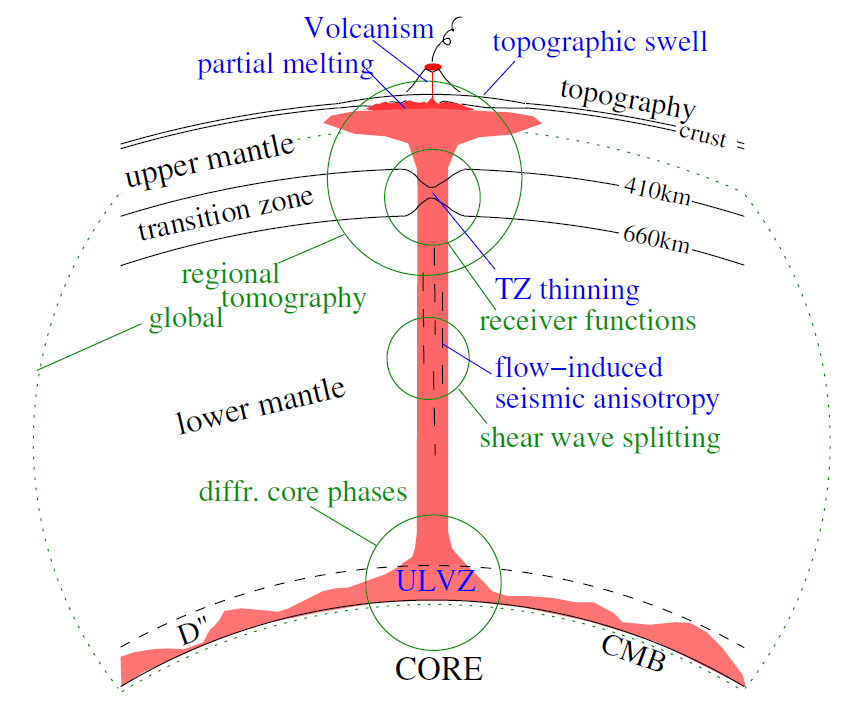 Volcanism
topographic swell
partial melting
topography
crust
upper mantle
410km
transition zone
660km
regional
tomography
global
TZ thinning
receiver functions
flow−induced
seismic anisotropy
lower mantle
shear wave splitting
diffr. core phases
ULVZ
D"
CMB
CORE